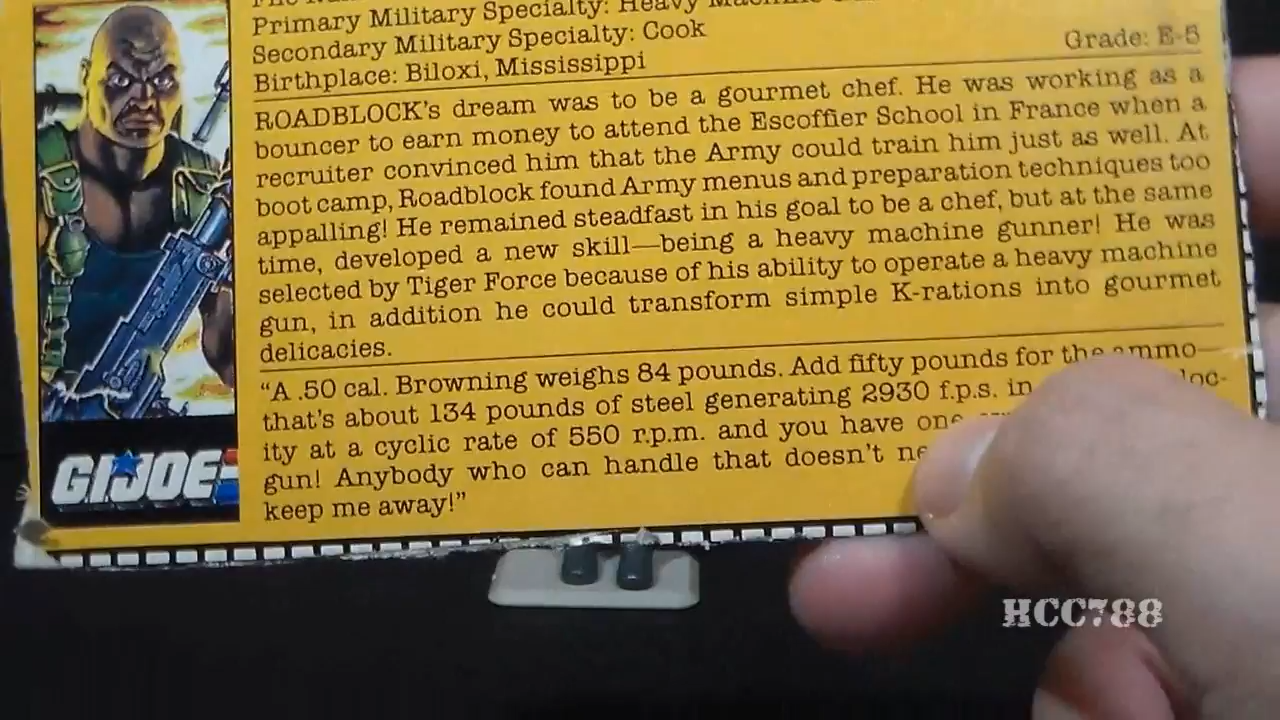 Primary Military Specialty: Heavy
Secondary Military Specialty: Cook
Birthplace: Biloxi, Mississippi
Grade: E-5
ROADBLOCK's dream was to be a gourmet chef. He was working as a
bouncer to earn money to attend the Escoffier School in France when a
recruiter convinced him that the Army could train him just as well. At
boot camp, Roadblock found Army menus and preparation techniques too
appalling! He remained steadfast in his goal to be a chef, but at the same
time, developed a new skill—being a heavy machine gunner! He was
selected by Tiger Force because of his ability to operate a heavy machine
gun, in addition he could transform simple K-rations into gourmet
delicacies.
"A .50 cal. Browning weighs 84 pounds. Add fifty pounds for the ammo—
that's about 134 pounds of steel generating 2930 f.p.s. in
ity at a cyclic rate of 550 r.p.m. and you have one
gun! Anybody who can handle that doesn't
keep me away!"
G.I. JOE
HCC788